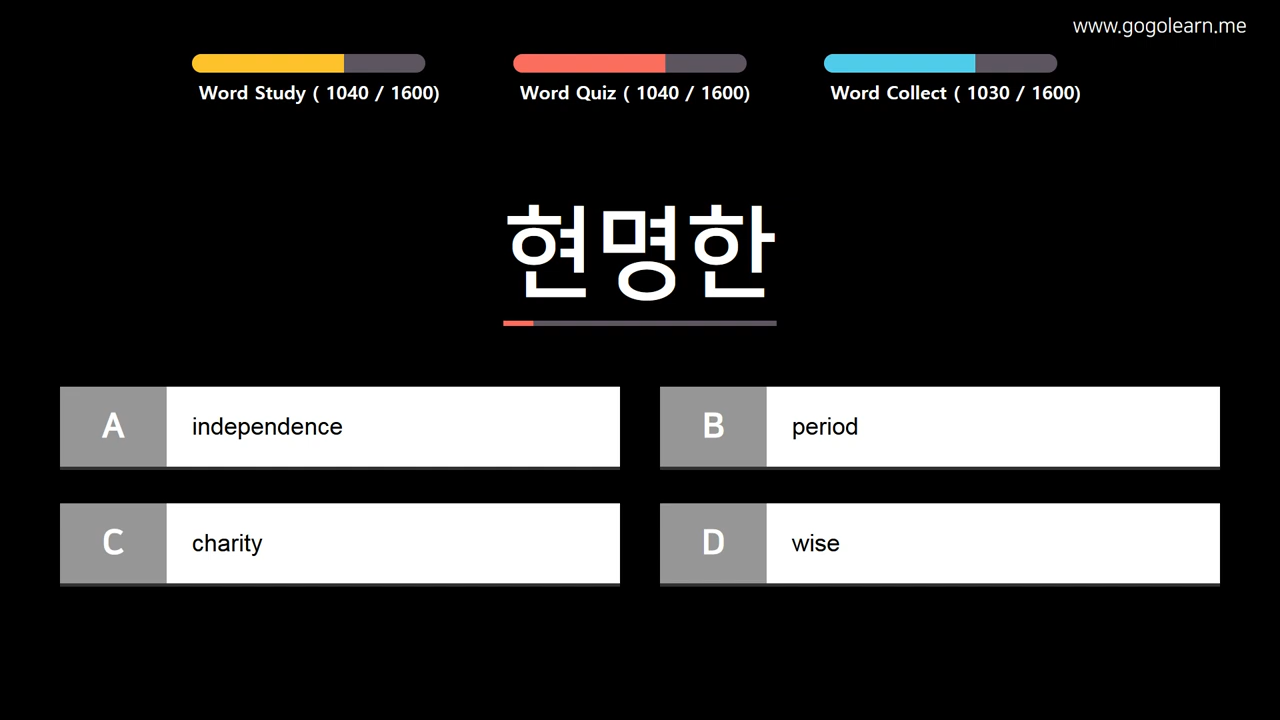 www.gogolearn.me
Word Study ( 1040 / 1600)
Word Quiz ( 1040 / 1600)
Word Collect ( 1030 / 1600)
현명한
A independence
B period
C charity
D wise